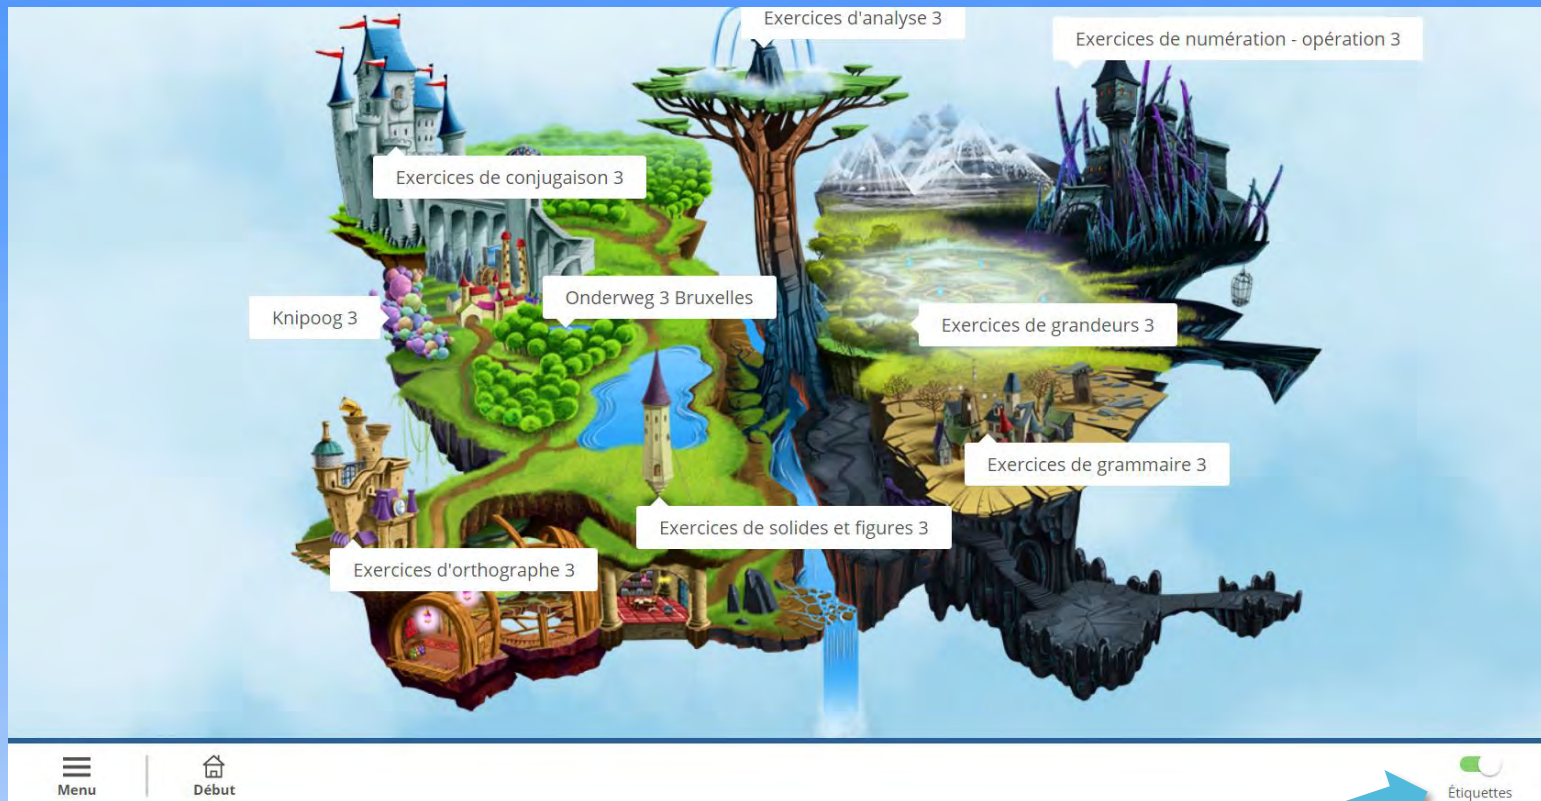 Exercices d'analyse 3
Exercices de numération - opération 3
Exercices de conjugaison 3
Onderweg 3 Bruxelles
Knipoog 3
Exercices de grandeurs 3
Exercices de grammaire 3
Exercices de solides et figures 3
Exercices d'orthographe 3
Menu
Début
Étiquettes